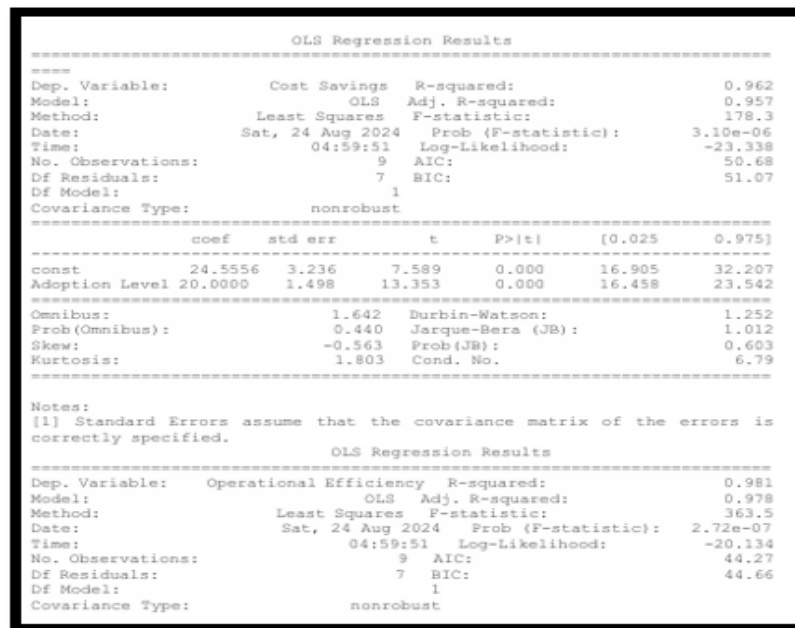 OLS Regression Results
==============================================================================
====
Dep. Variable: Cost Savings R-squared: 0.962
Model: OLS Adj. R-squared: 0.957
Method: Least Squares F-statistic: 178.3
Date: Sat, 24 Aug 2024 Prob (F-statistic): 3.10e-06
Time: 04:59:51 Log-Likelihood: -23.338
No. Observations: 9 AIC: 50.68
Df Residuals: 7 BIC: 51.07
Df Model: 1
Covariance Type: nonrobust
==============================================================================
coef std err t P>|t| [0.025 0.975]
------------------------------------------------------------------------------
const 24.5556 3.236 7.589 0.000 16.905 32.207
Adoption Level 20.0000 1.498 13.353 0.000 16.458 23.542
==============================================================================
Omnibus: 1.642 Durbin-Watson: 1.252
Prob(Omnibus): 0.440 Jarque-Bera (JB): 1.012
Skew: -0.563 Prob(JB): 0.603
Kurtosis: 1.803 Cond. No. 6.79
==============================================================================
Notes:
[1] Standard Errors assume that the covariance matrix of the errors is
correctly specified.
OLS Regression Results
==============================================================================
Dep. Variable: Operational Efficiency R-squared: 0.981
Model: OLS Adj. R-squared: 0.978
Method: Least Squares F-statistic: 363.5
Date: Sat, 24 Aug 2024 Prob (F-statistic): 2.72e-07
Time: 04:59:51 Log-Likelihood: -20.134
No. Observations: 9 AIC: 44.27
Df Residuals: 7 BIC: 44.66
Df Model: 1
Covariance Type: nonrobust